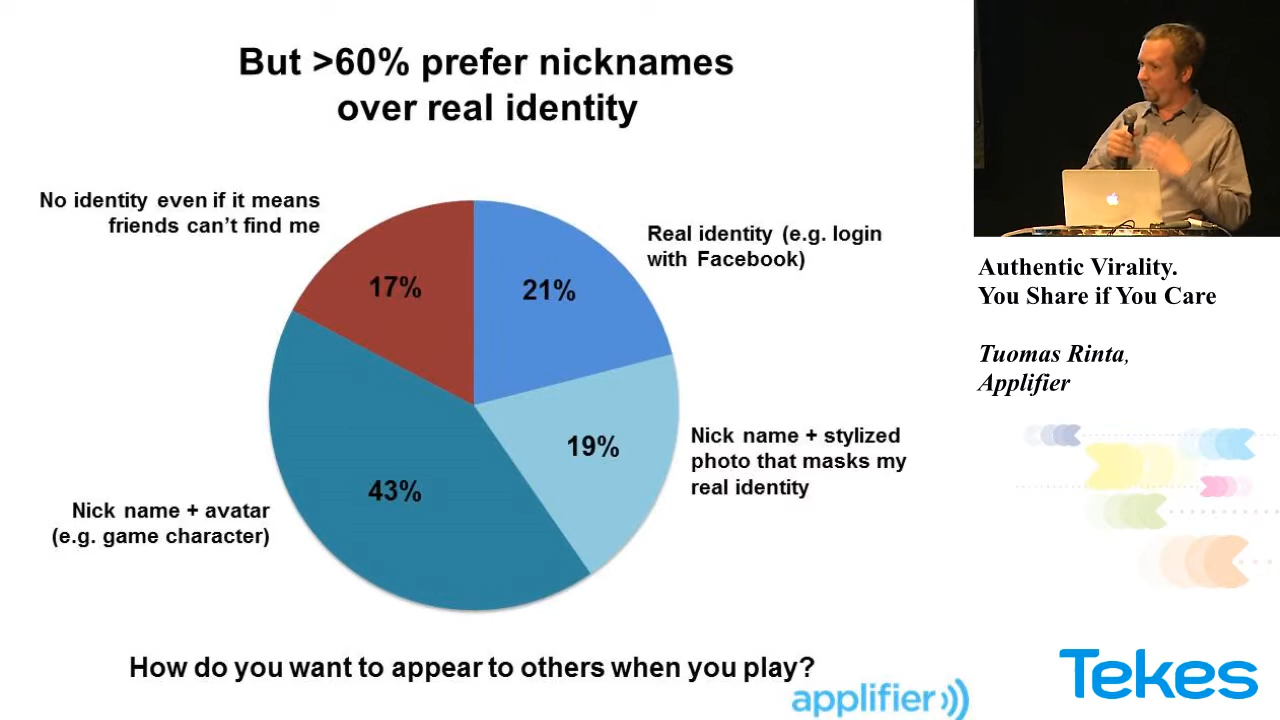 But >60% prefer nicknames
over real identity
No identity even if it means
friends can't find me
17%
21%
Real identity (e.g. login
with Facebook)
19%
Nick name + stylized
photo that masks my
real identity
43%
Nick name + avatar
(e.g. game character)
How do you want to appear to others when you play?
applifier
Authentic Virality.
You Share if You Care
Tuomas Rinta,
Applifier
Tekes